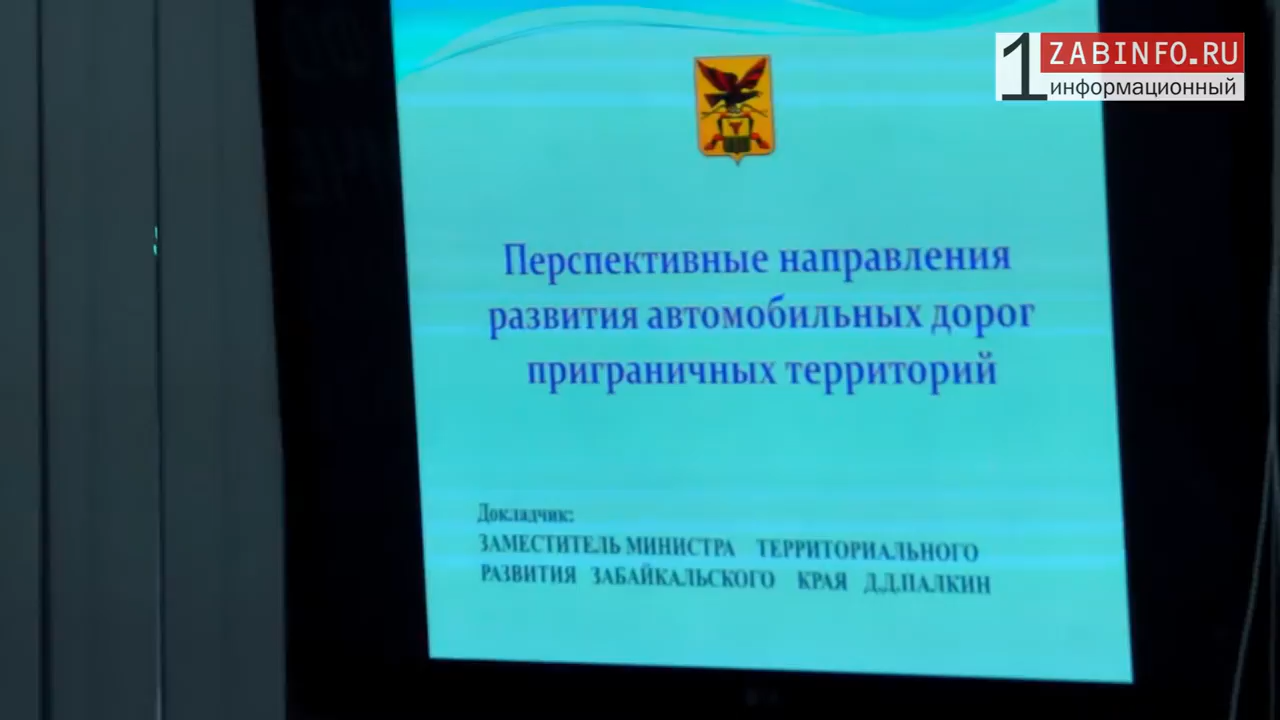 1 ZABINFO.RU
информационный
Перспективные направления
развития автомобильных дорог
приграничных территорий
Докладчик:
ЗАМЕСТИТЕЛЬ МИНИСТРА ТЕРРИТОРИАЛЬНОГО
РАЗВИТИЯ ЗАБАЙКАЛЬСКОГО КРАЯ Д.Д.ПАЛКИН